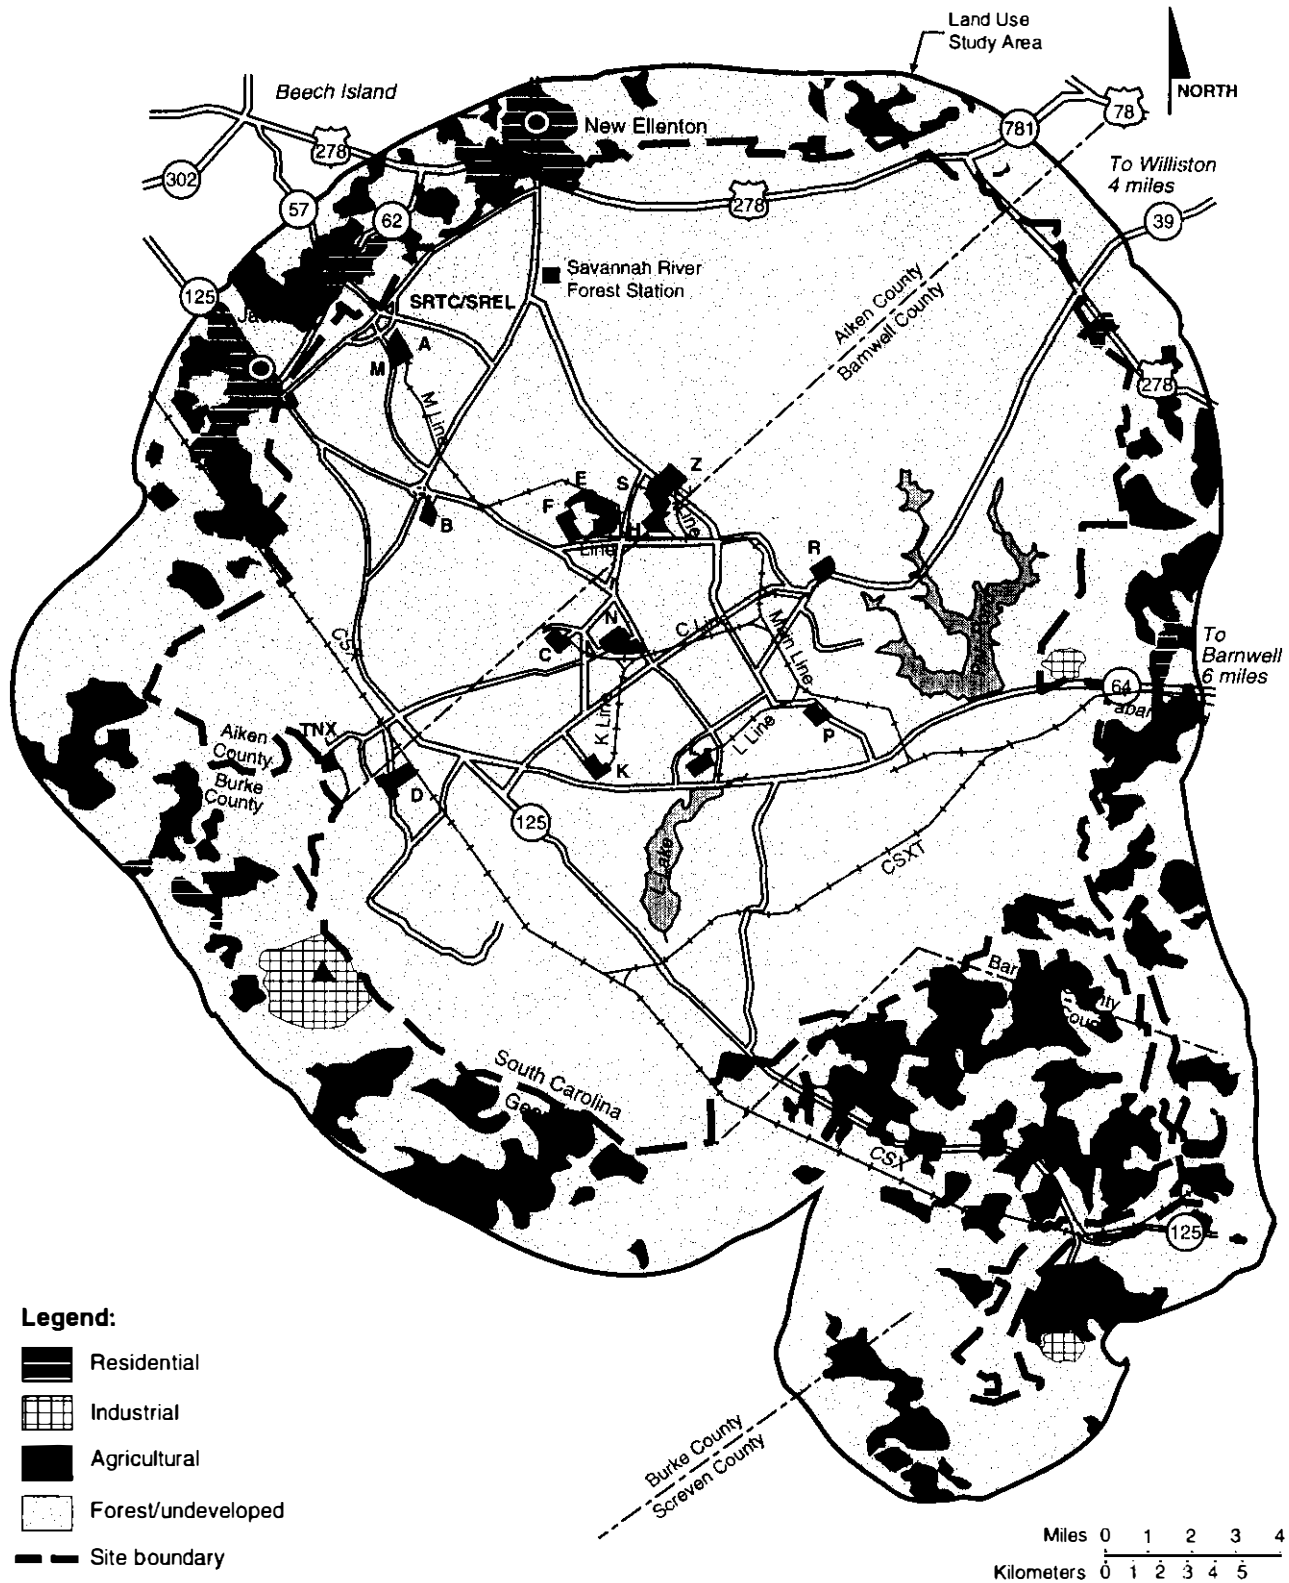 Land Use
Study Area
NORTH
Beech Island
78
781
New Ellenton
278
302
To Williston
4 miles
57
62
278
39
125
Savannah River
Forest Station
SRTC/SREL
Aiken County
Barnwell County
A
M
278
M Line
Z
E
S
F
B
H
Line
Line
R
N
C Line
Main Line
C
CSX
To
Barnwell
6 miles
64
K Line
L Line
P
TNX
Aiken
County
Burke
County
L
K
D
125
L Lake
CSXT
South Carolina
CSX
125
Burke County
Screven County
Legend:
Residential
Industrial
Agricultural
Forest/undeveloped
Site boundary
Miles 0 1 2 3 4
Kilometers 0 1 2 3 4 5